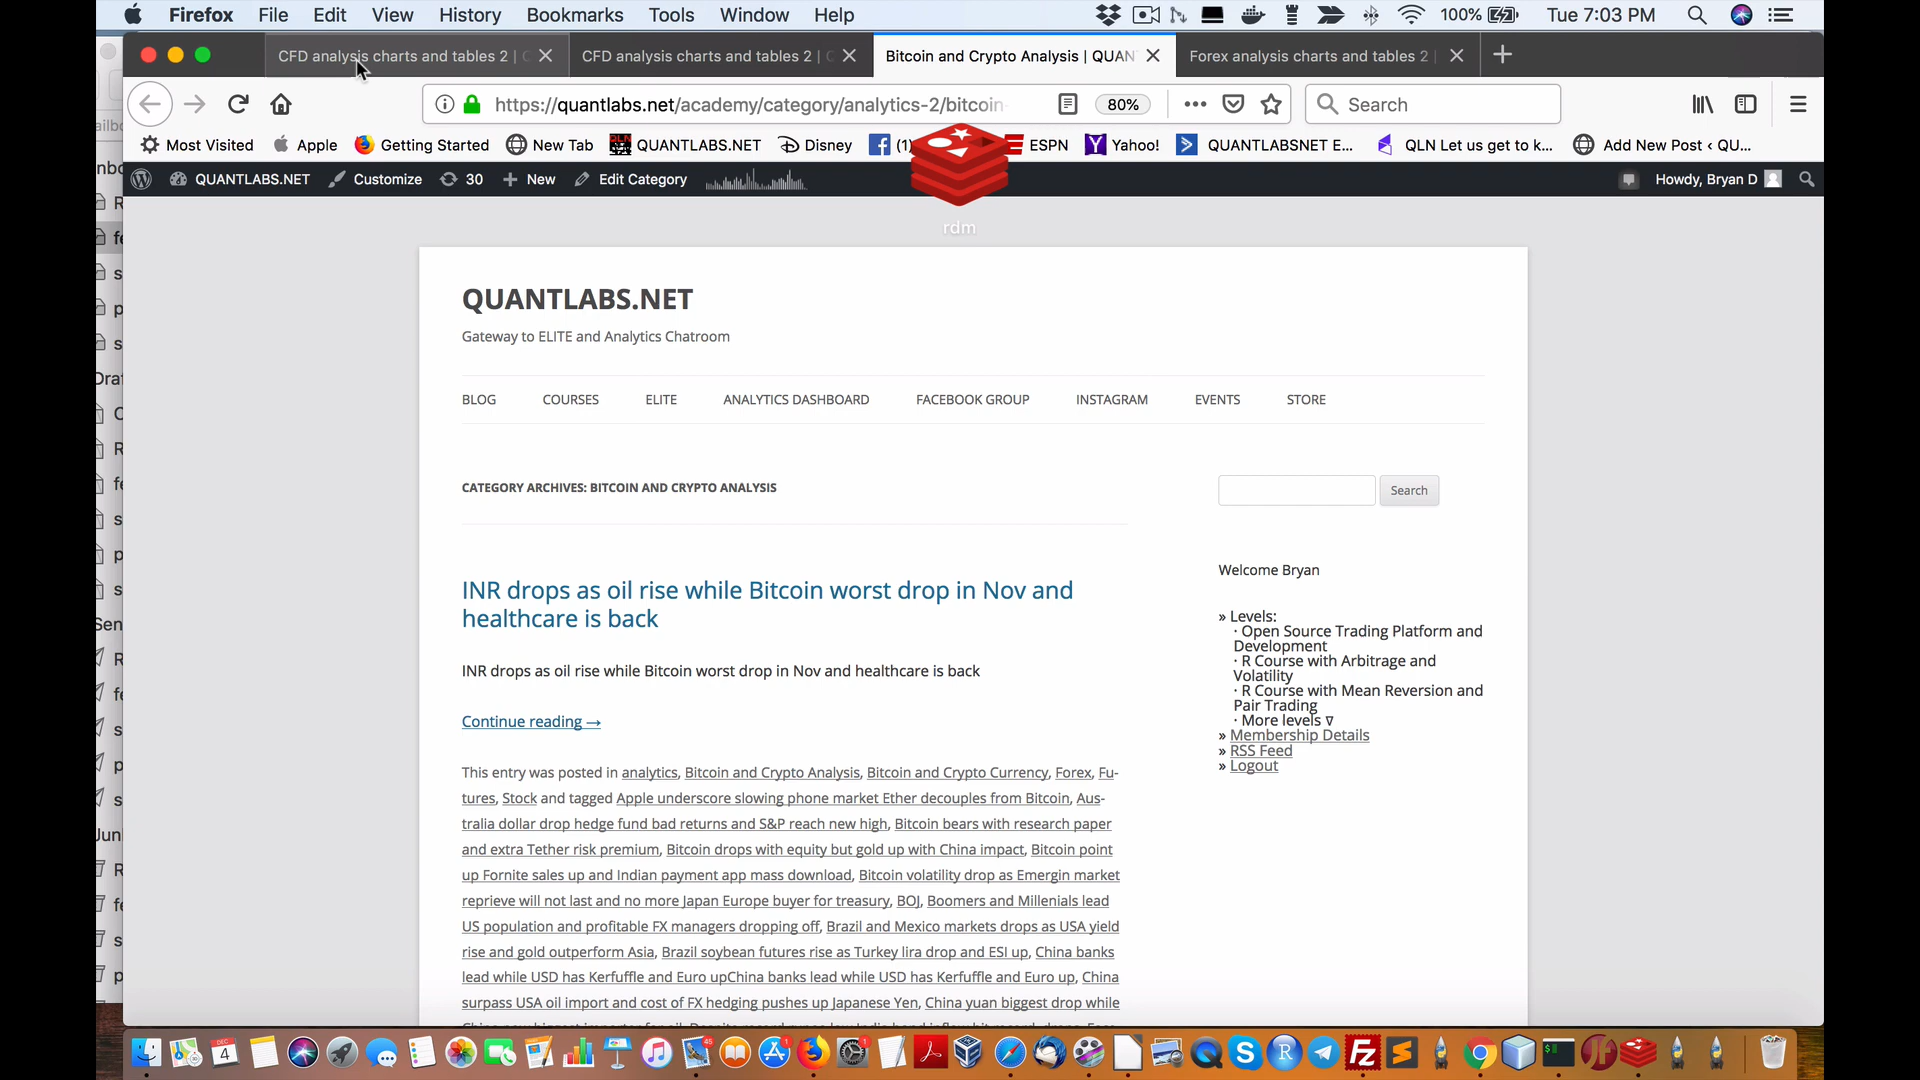 Firefox File Edit View History Bookmarks Tools Window Help 100% Tue 7:03 PM
CFD analysis charts and tables 2 | CFD analysis charts and tables 2 | Bitcoin and Crypto Analysis | QUAN Forex analysis charts and tables 2 |
https://quantlabs.net/academy/category/analytics-2/bitcoin- 80% Search
Most Visited Apple Getting Started New Tab QUANTLABS.NET Disney ESPN Yahoo! QUANTLABSNET E... QLN Let us get to k... Add New Post ‹ QU...
QUANTLABS.NET Customize 30 New Edit Category Howdy, Bryan D
rdm
QUANTLABS.NET
Gateway to ELITE and Analytics Chatroom
BLOG COURSES ELITE ANALYTICS DASHBOARD FACEBOOK GROUP INSTAGRAM EVENTS STORE
CATEGORY ARCHIVES: BITCOIN AND CRYPTO ANALYSIS
Search
INR drops as oil rise while Bitcoin worst drop in Nov and
healthcare is back
INR drops as oil rise while Bitcoin worst drop in Nov and healthcare is back
Continue reading →
This entry was posted in analytics, Bitcoin and Crypto Analysis, Bitcoin and Crypto Currency, Forex, Fu-
tures, Stock and tagged Apple underscore slowing phone market Ether decouples from Bitcoin, Aus-
tralia dollar drop hedge fund bad returns and S&P reach new high, Bitcoin bears with research paper
and extra Tether risk premium, Bitcoin drops with equity but gold up with China impact, Bitcoin point
up Fornite sales up and Indian payment app mass download, Bitcoin volatility drop as Emergin market
reprieve will not last and no more Japan Europe buyer for treasury, BOJ, Boomers and Millenials lead
US population and profitable FX managers dropping off, Brazil and Mexico markets drops as USA yield
rise and gold outperform Asia, Brazil soybean futures rise as Turkey lira drop and ESI up, China banks
lead while USD has Kerfuffle and Euro upChina banks lead while USD has Kerfuffle and Euro up, China
surpass USA oil import and cost of FX hedging pushes up Japanese Yen, China yuan biggest drop while
Welcome Bryan
» Levels:
· Open Source Trading Platform and
Development
· R Course with Arbitrage and
Volatility
· R Course with Mean Reversion and
Pair Trading
· More levels ∇
» Membership Details
» RSS Feed
» Logout